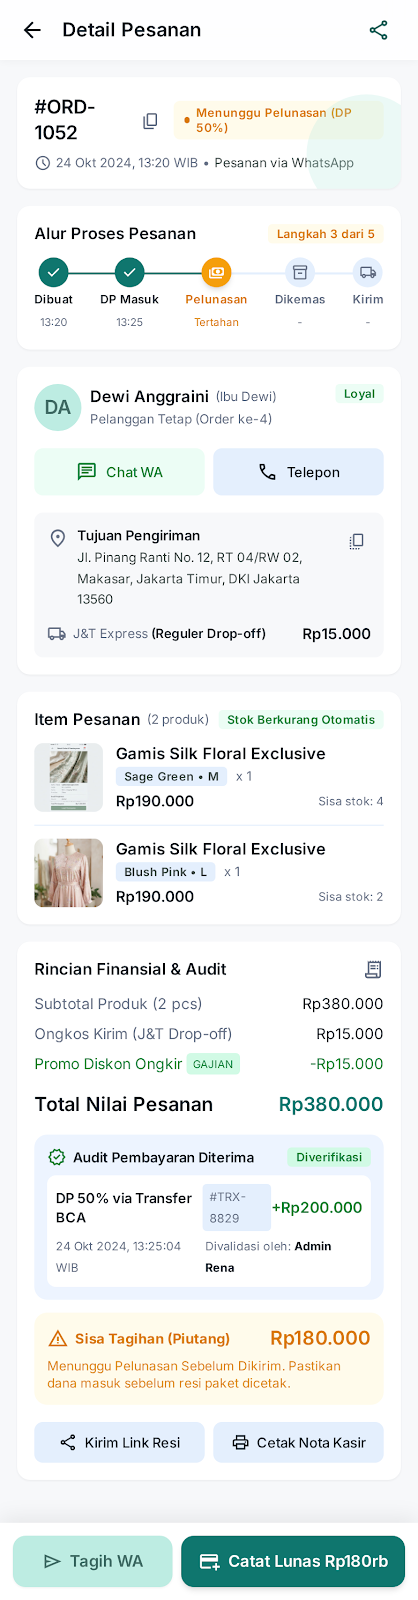 Detail Pesanan
#ORD-
1052
Menunggu Pelunasan (DP
50%)
24 Okt 2024, 13:20 WIB • Pesanan via WhatsApp
Alur Proses Pesanan
Langkah 3 dari 5
Dibuat DP Masuk Pelunasan Dikemas Kirim
13:20 13:25 Tertahan - -
DA
Dewi Anggraini (Ibu Dewi)
Loyal
Pelanggan Tetap (Order ke-4)
Chat WA
Telepon
Tujuan Pengiriman
Jl. Pinang Ranti No. 12, RT 04/RW 02,
Makasar, Jakarta Timur, DKI Jakarta
13560
J&T Express (Reguler Drop-off) Rp15.000
Item Pesanan (2 produk) Stok Berkurang Otomatis
Gamis Silk Floral Exclusive
Sage Green • M x 1
Rp190.000 Sisa stok: 4
Gamis Silk Floral Exclusive
Blush Pink • L x 1
Rp190.000 Sisa stok: 2
Rincian Finansial & Audit
Subtotal Produk (2 pcs) Rp380.000
Ongkos Kirim (J&T Drop-off) Rp15.000
Promo Diskon Ongkir GAJIAN -Rp15.000
Total Nilai Pesanan Rp380.000
Audit Pembayaran Diterima Diverifikasi
DP 50% via Transfer
BCA
#TRX-
8829
+Rp200.000
24 Okt 2024, 13:25:04
WIB
Divalidasi oleh: Admin
Rena
Sisa Tagihan (Piutang) Rp180.000
Menunggu Pelunasan Sebelum Dikirim. Pastikan
dana masuk sebelum resi paket dicetak.
Kirim Link Resi
Cetak Nota Kasir
Tagih WA
Catat Lunas Rp180rb